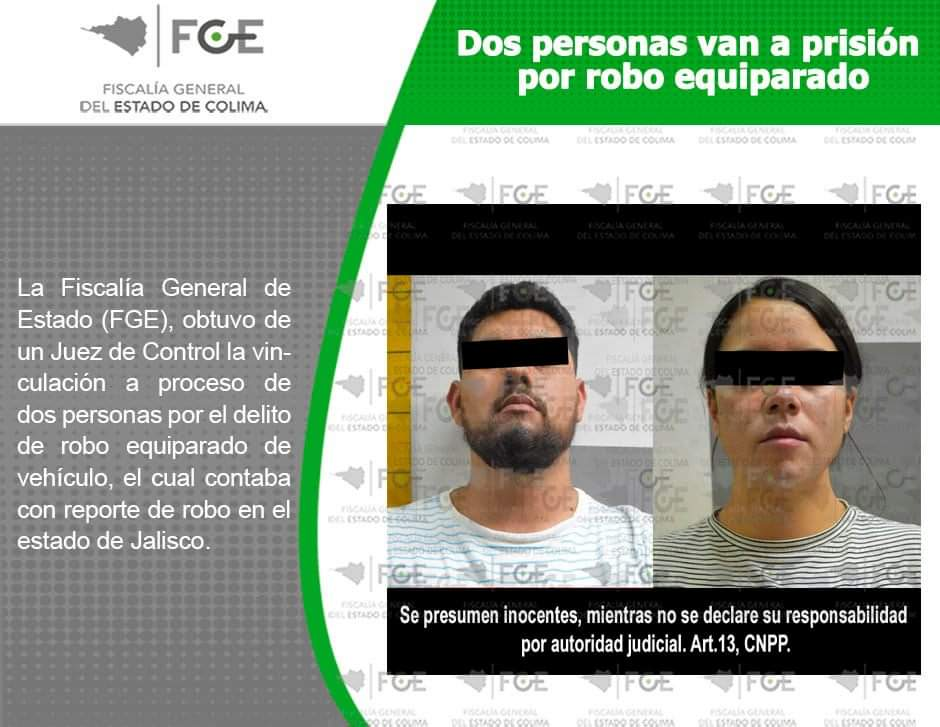 FGE
FISCALÍA GENERAL
DEL ESTADO DE COLIMA
Dos personas van a prisión
por robo equiparado
La Fiscalía General de
Estado (FGE), obtuvo de
un Juez de Control la vin-
culación a proceso de
dos personas por el delito
de robo equiparado de
vehículo, el cual contaba
con reporte de robo en el
estado de Jalisco.
Se presumen inocentes, mientras no se declare su responsabilidad
por autoridad judicial. Art.13, CNPP.